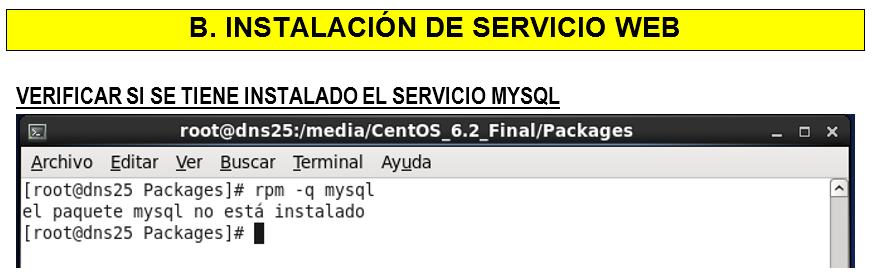 B. INSTALACIÓN DE SERVICIO WEB
VERIFICAR SI SE TIENE INSTALADO EL SERVICIO MYSQL
root@dns25:/media/CentOS_6.2_Final/Packages
Archivo Editar Ver Buscar Terminal Ayuda
[root@dns25 Packages]# rpm -q mysql
el paquete mysql no está instalado
[root@dns25 Packages]#